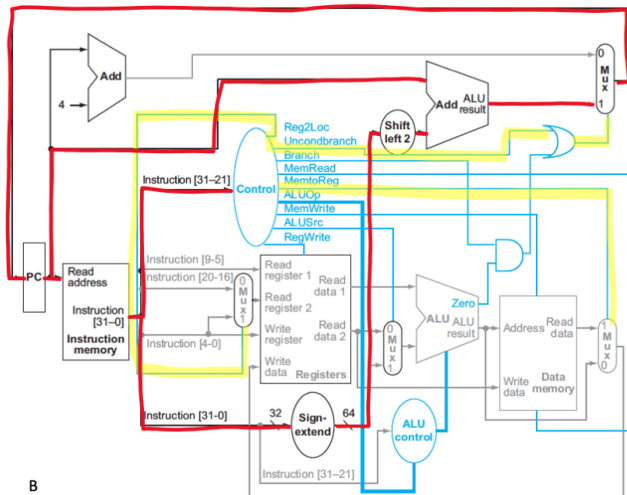 0
M
u
x
1
Add
4
Add ALU
result
Shift
left 2
Reg2Loc
Uncondbranch
Branch
MemRead
MemtoReg
ALUOp
MemWrite
ALUSrc
RegWrite
Control
Instruction [31–21]
PC
Read
address
Instruction
[31–0]
Instruction
memory
Instruction [9-5]
Instruction [20-16]
Instruction [4-0]
0
M
u
x
1
Read
register 1
Read
register 2
Write
register
Write
data
Read
data 1
Read
data 2
Registers
0
M
u
x
1
Zero
ALU ALU
result
Address
Read
data
Write
data
Data
memory
1
M
u
x
0
Instruction [31-0]
32
Sign-
extend
64
ALU
control
Instruction [31–21]
B